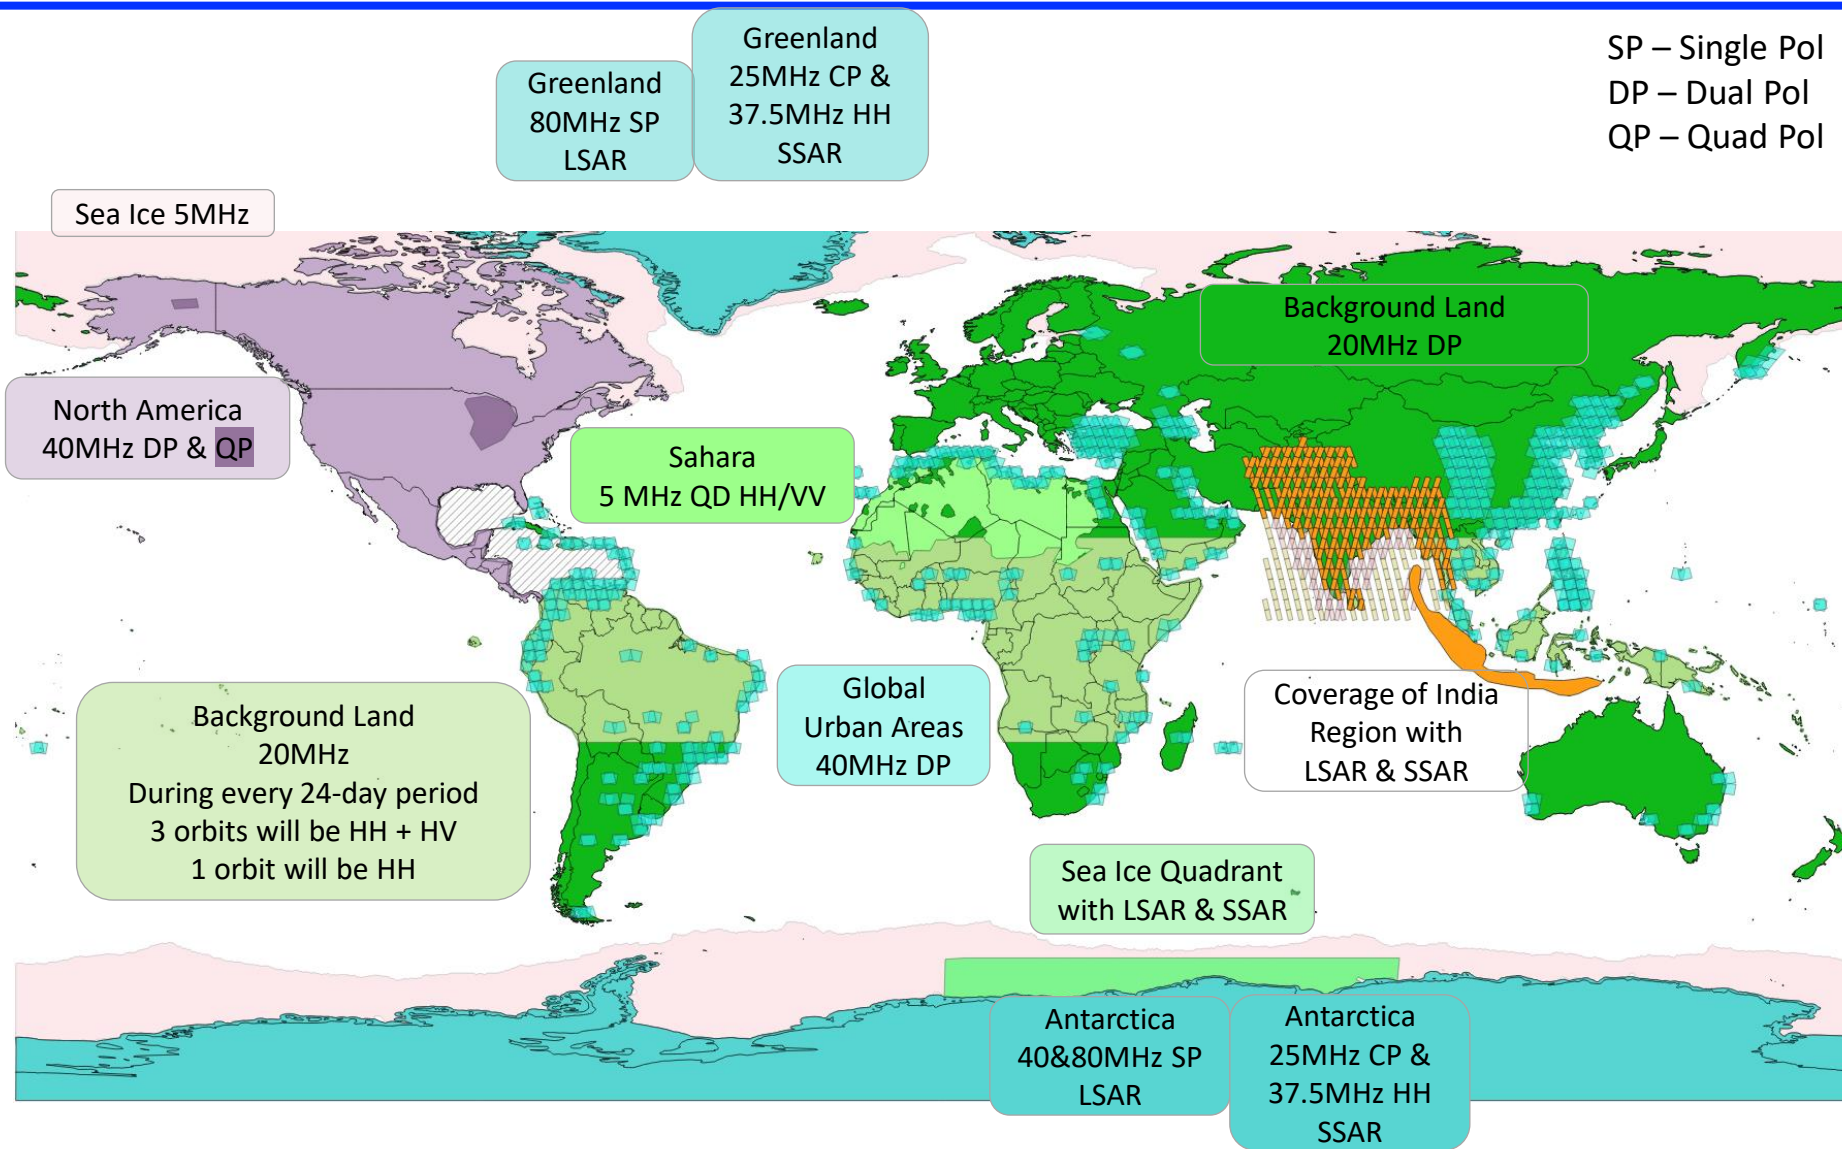 Greenland
80MHz SP
LSAR
Greenland
25MHz CP &
37.5MHz HH
SSAR
SP – Single Pol
DP – Dual Pol
QP – Quad Pol
Sea Ice 5MHz
Background Land
20MHz DP
North America
40MHz DP & QP
Sahara
5 MHz QD HH/VV
Background Land
20MHz
During every 24-day period
3 orbits will be HH + HV
1 orbit will be HH
Global
Urban Areas
40MHz DP
Coverage of India
Region with
LSAR & SSAR
Sea Ice Quadrant
with LSAR & SSAR
Antarctica
40&80MHz SP
LSAR
Antarctica
25MHz CP &
37.5MHz HH
SSAR